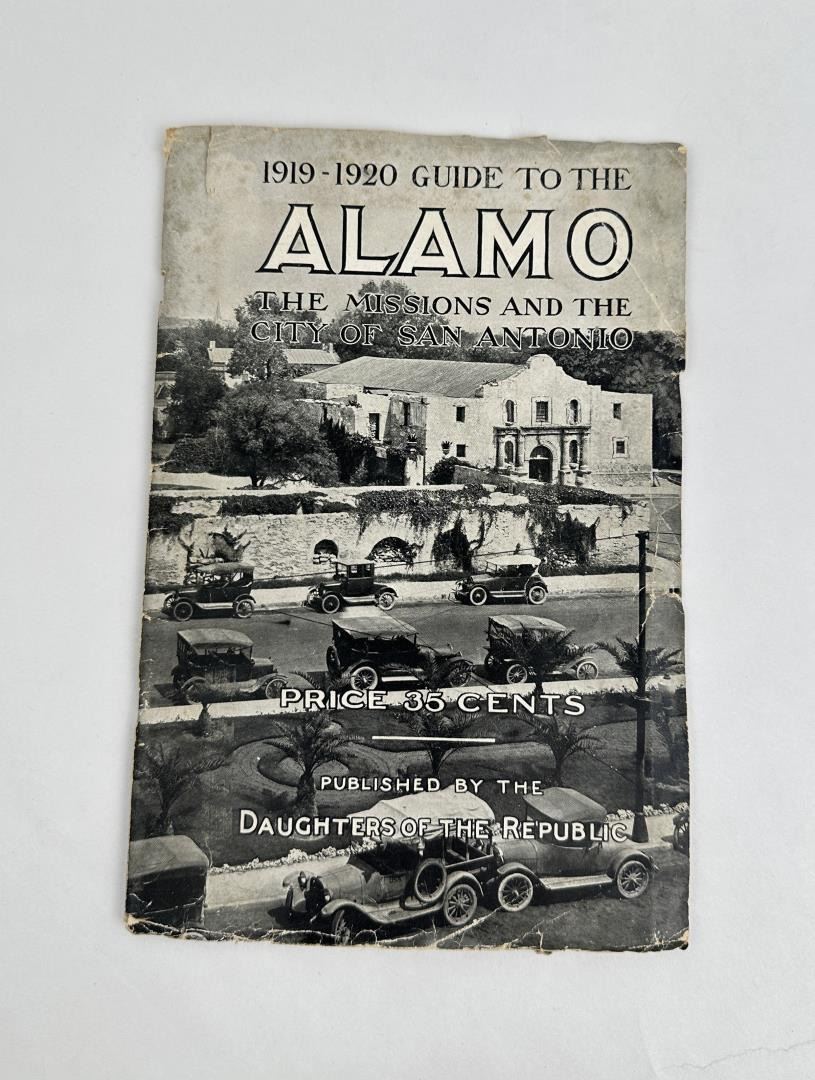 1919-1920 GUIDE TO THE
ALAMO
THE MISSIONS AND THE
CITY OF SAN ANTONIO
PRICE 35 CENTS
PUBLISHED BY THE
DAUGHTERS OF THE REPUBLIC